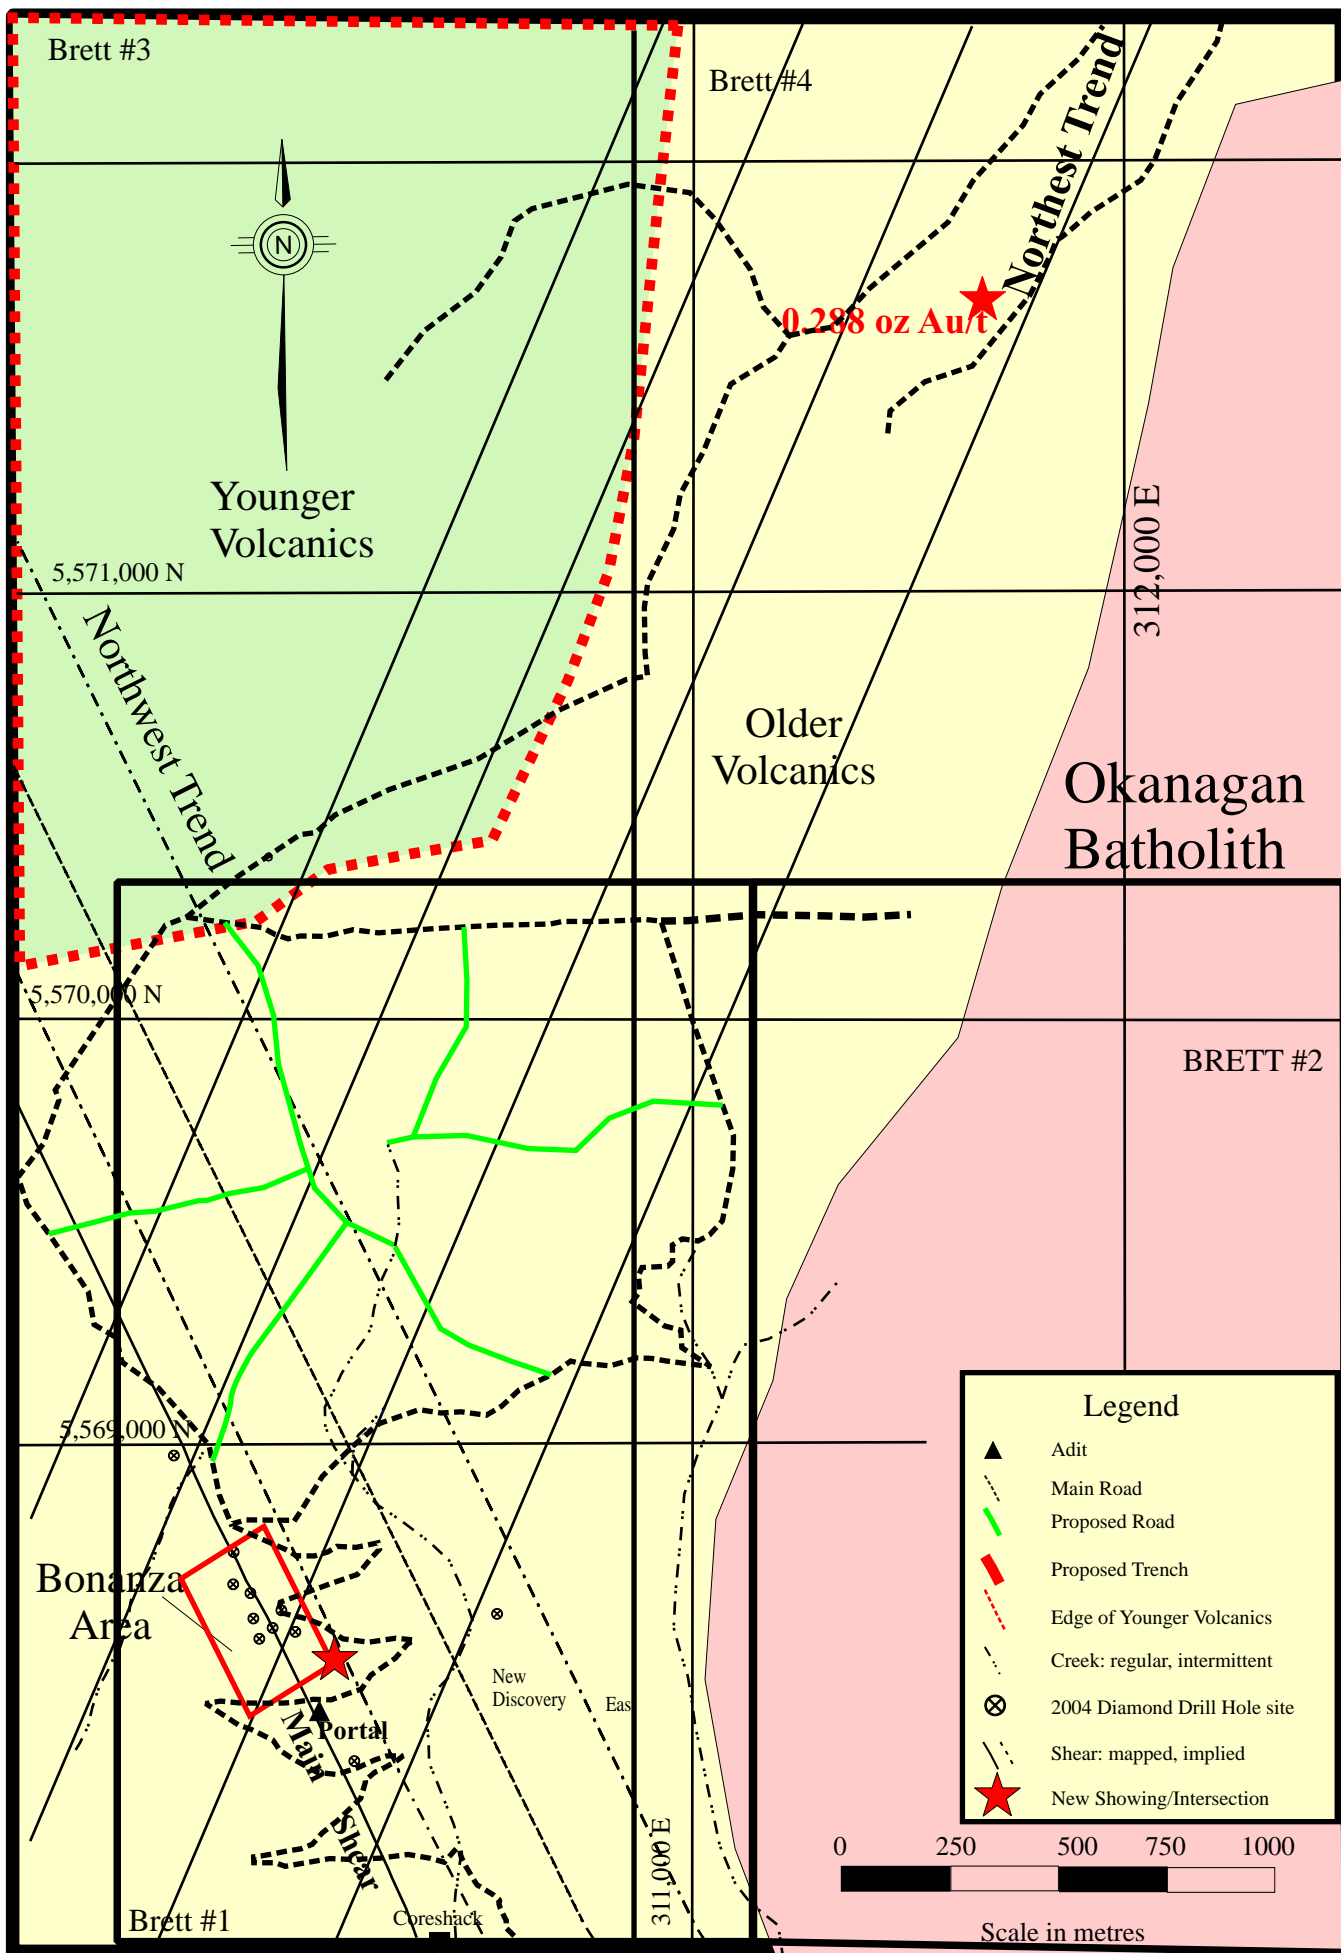 Brett #3
Brett #4
Northest Trend
N
0.288 oz Au/t
Younger
Volcanics
312,000 E
5,571,000 N
Northwest Trend
Older
Volcanics
Okanagan
Batholith
5,570,000 N
BRETT #2
5,569,000 N
Legend
Adit
Main Road
Proposed Road
Proposed Trench
Edge of Younger Volcanics
Creek: regular, intermittent
2004 Diamond Drill Hole site
Shear: mapped, implied
New Showing/Intersection
Bonanza
Area
New
Discovery
Eas
Portal
Main Shear
311,000 E
0 250 500 750 1000
Scale in metres
Brett #1
Coreshack